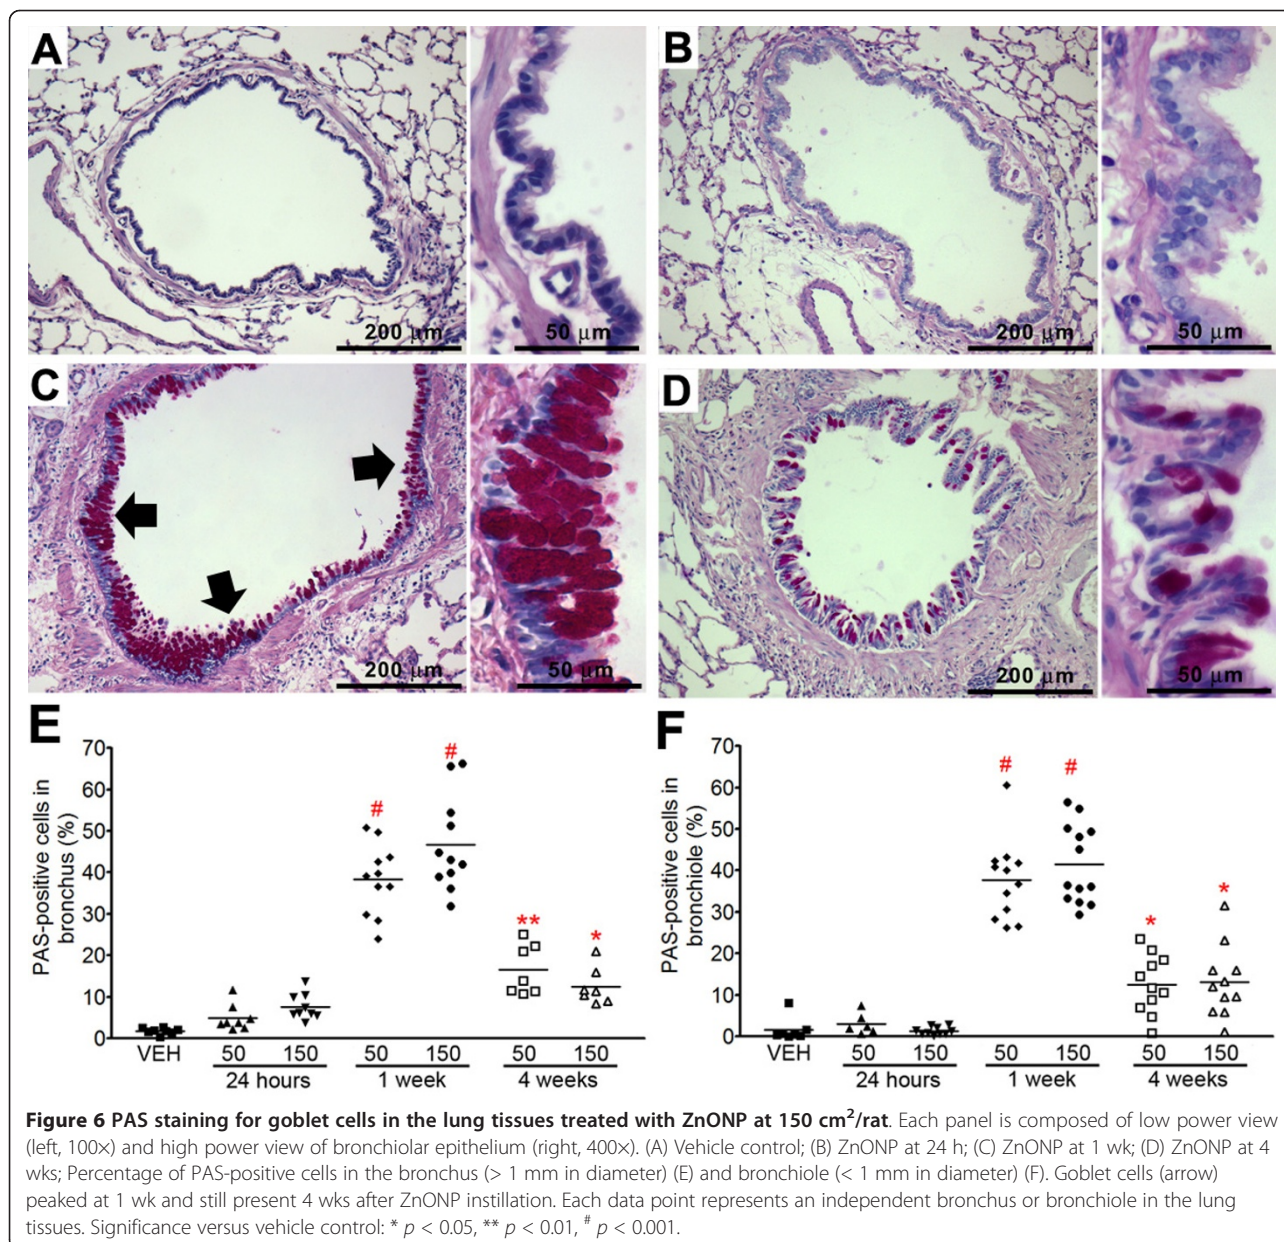 A
200 μm
50 μm
B
200 μm
50 μm
C
200 μm
50 μm
D
200 μm
50 μm
E
PAS-positive cells in
bronchus (%)
70
60
50
40
30
20
10
0
#
#
**
*
VEH
50
150
50
150
50
150
24 hours
1 week
4 weeks
F
PAS-positive cells in
bronchiole (%)
70
60
50
40
30
20
10
0
#
#
*
*
VEH
50
150
50
150
50
150
24 hours
1 week
4 weeks
Figure 6 PAS staining for goblet cells in the lung tissues treated with ZnONP at 150 cm²/rat. Each panel is composed of low power view
(left, 100×) and high power view of bronchiolar epithelium (right, 400×). (A) Vehicle control; (B) ZnONP at 24 h; (C) ZnONP at 1 wk; (D) ZnONP at 4
wks; Percentage of PAS-positive cells in the bronchus (> 1 mm in diameter) (E) and bronchiole (< 1 mm in diameter) (F). Goblet cells (arrow)
peaked at 1 wk and still present 4 wks after ZnONP instillation. Each data point represents an independent bronchus or bronchiole in the lung
tissues. Significance versus vehicle control: * p < 0.05, ** p < 0.01, # p < 0.001.